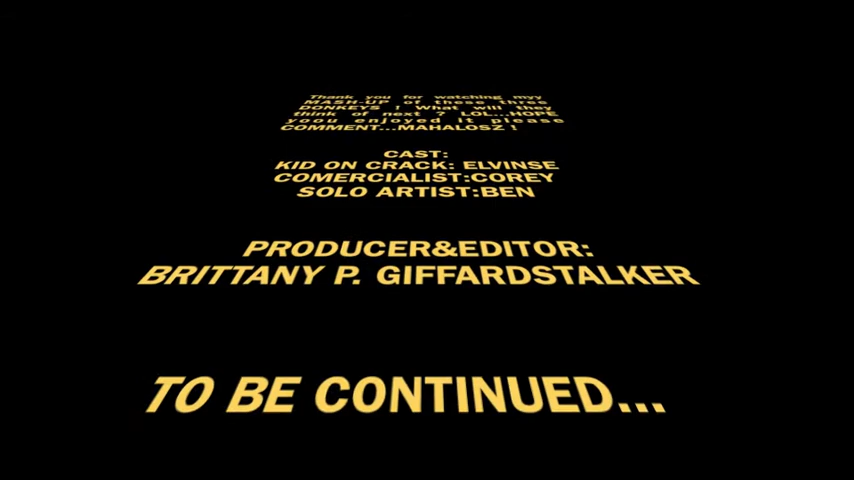 Thank you for watching myy
MASH-UP of these three
DONKEYS ! What will they
think of next ? LOL...HOPE
yoou enjoyed it please
COMMENT...MAHALOSZ !
CAST:
KID ON CRACK: ELVINSE
COMERCIALIST:COREY
SOLO ARTIST:BEN
PRODUCER&EDITOR:
BRITTANY P. GIFFARDSTALKER
TO BE CONTINUED...